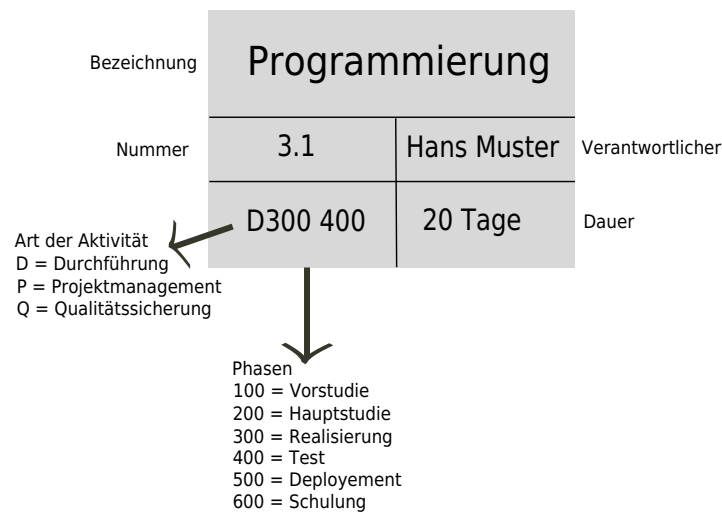 Bezeichnung
Programmierung
Nummer
3.1
Hans Muster
Verantwortlicher
D300 400
20 Tage
Dauer
Art der Aktivität
D = Durchführung
P = Projektmanagement
Q = Qualitätssicherung
Phasen
100 = Vorstudie
200 = Hauptstudie
300 = Realisierung
400 = Test
500 = Deployement
600 = Schulung